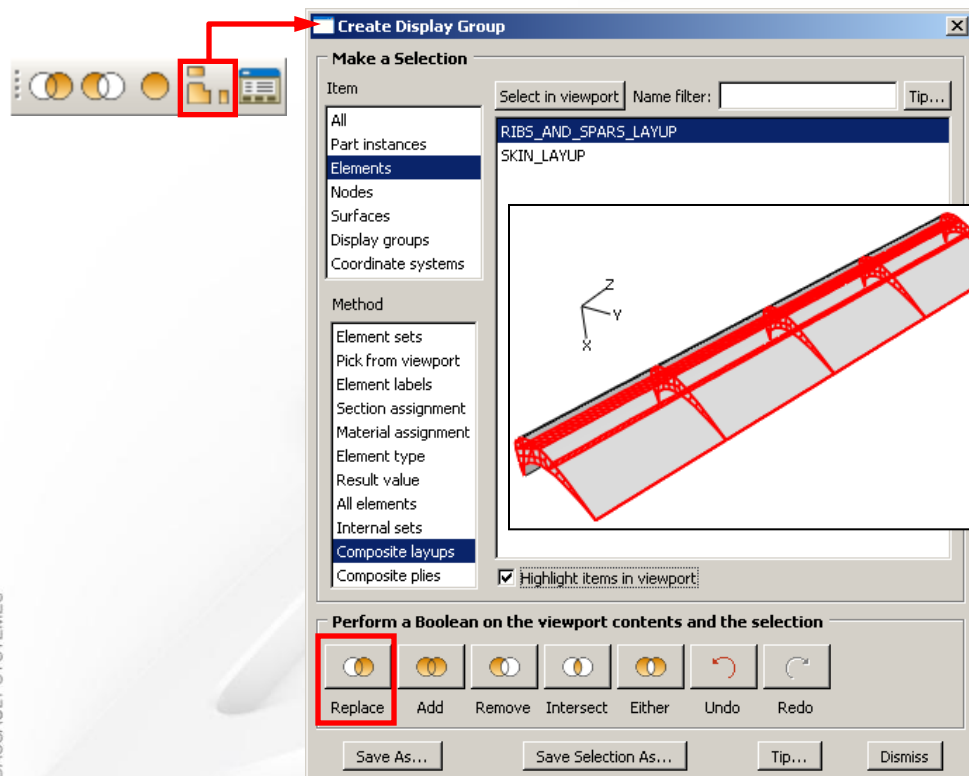 Create Display Group
Make a Selection
Item
Select in viewport Name filter: Tip...
All
Part instances
Elements
Nodes
Surfaces
Display groups
Coordinate systems
RIBS_AND_SPARS_LAYUP
SKIN_LAYUP
Z
Y
X
Method
Element sets
Pick from viewport
Element labels
Section assignment
Material assignment
Element type
Result value
All elements
Internal sets
Composite layups
Composite plies
Highlight items in viewport
Perform a Boolean on the viewport contents and the selection
Replace Add Remove Intersect Either Undo Redo
Save As... Save Selection As... Tip... Dismiss